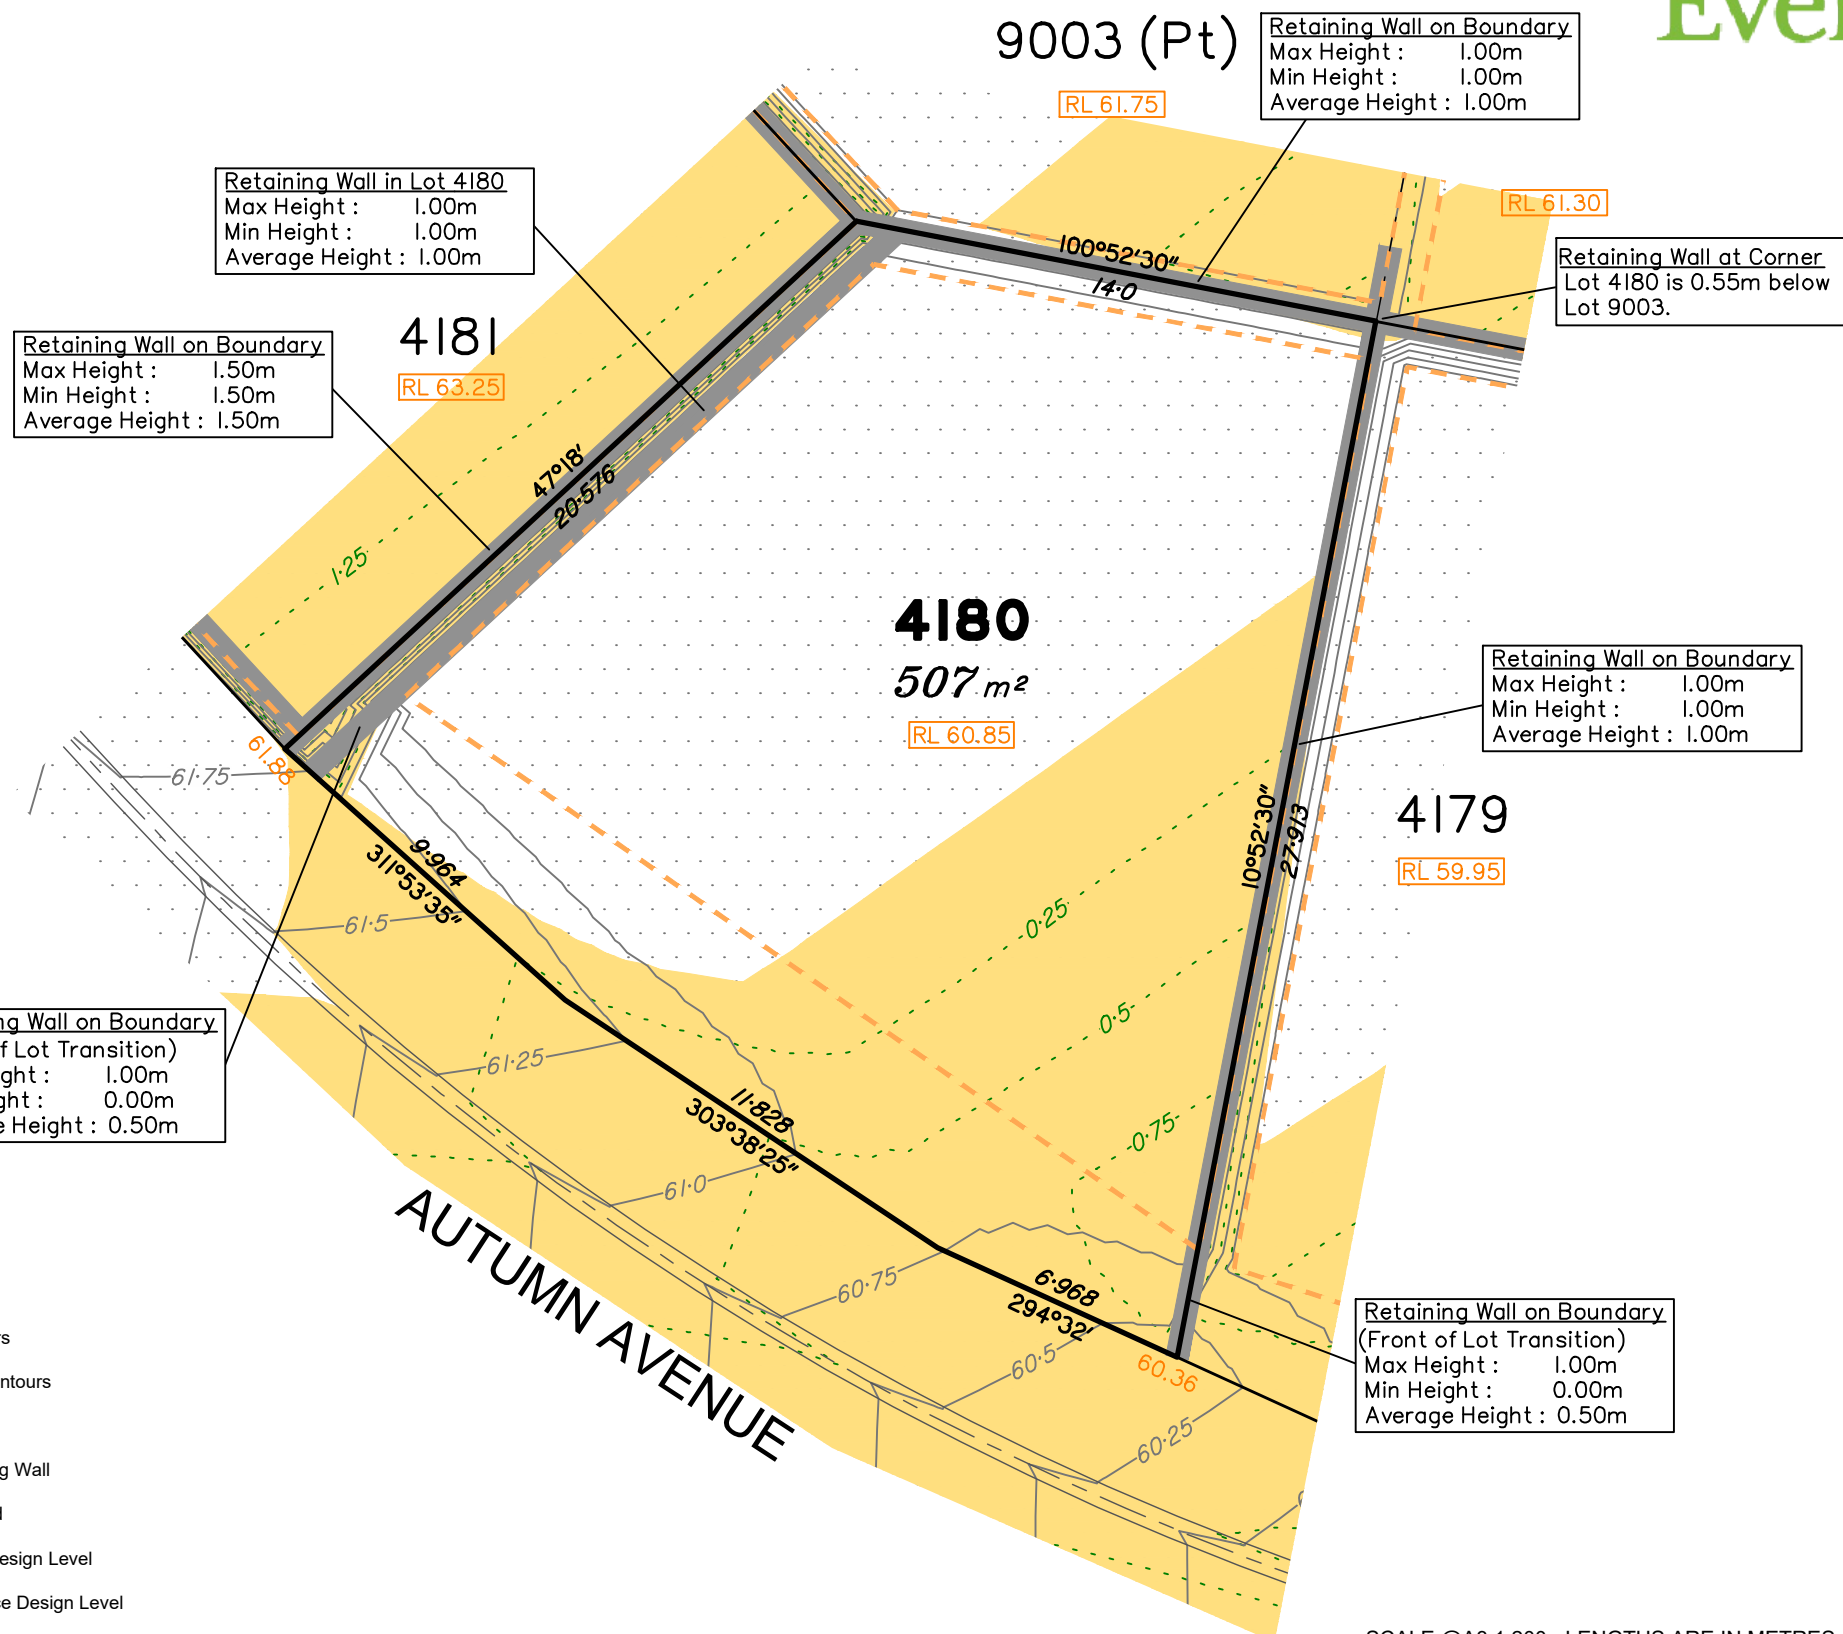 9003 (Pt)
RL 61.75
Retaining Wall on Boundary
Max Height : 1.00m
Min Height : 1.00m
Average Height : 1.00m
Retaining Wall in Lot 4180
Max Height : 1.00m
Min Height : 1.00m
Average Height : 1.00m
RL 61.30
Retaining Wall at Corner
Lot 4180 is 0.55m below
Lot 9003.
100°52'30"
14·0
4181
RL 63.25
Retaining Wall on Boundary
Max Height : 1.50m
Min Height : 1.50m
Average Height : 1.50m
47°18'
20·576
1·25
4180
507 m²
RL 60.85
Retaining Wall on Boundary
Max Height : 1.00m
Min Height : 1.00m
Average Height : 1.00m
61.88
61·75
10°52'30"
27·913
4179
RL 59.95
9·964
311°53'35"
61·5
0·25
0·5
0·75
Wall on Boundary
Lot Transition)
1.00m
0.00m
Height : 0.50m
61·25
11·828
303°38'25"
61·0
AUTUMN AVENUE
60·75
6·968
294°32'
60·5
60.36
60·25
Retaining Wall on Boundary
(Front of Lot Transition)
Max Height : 1.00m
Min Height : 0.00m
Average Height : 0.50m
Wall
Design Level
Design Level